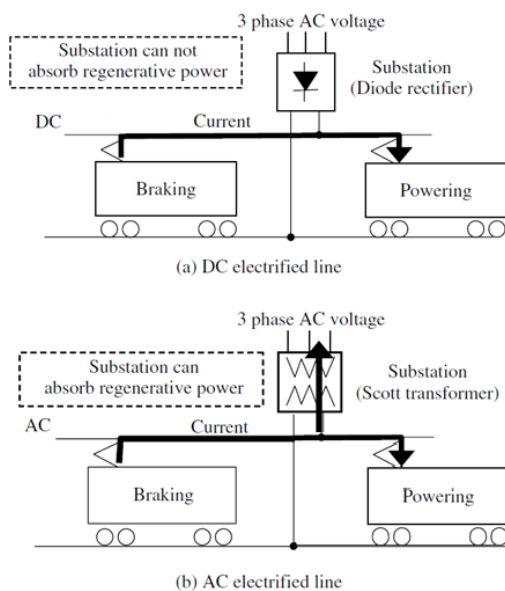 3 phase AC voltage
Substation can not
absorb regenerative power
Substation
(Diode rectifier)
DC
Current
Braking
Powering
(a) DC electrified line
3 phase AC voltage
Substation can
absorb regenerative power
Substation
(Scott transformer)
AC
Current
Braking
Powering
(b) AC electrified line